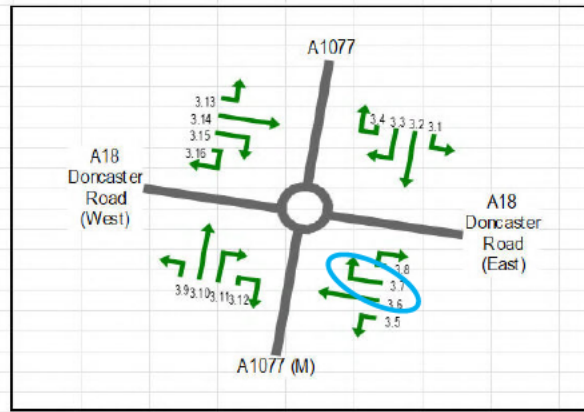 A1077
3.13
3.14
3.15
3.16
3.4 3.3 3.2 3.1
A18
Doncaster
Road
(West)
A18
Doncaster
Road
(East)
3.8
3.7
3.6
3.5
3.9 3.10 3.11 3.12
A1077 (M)